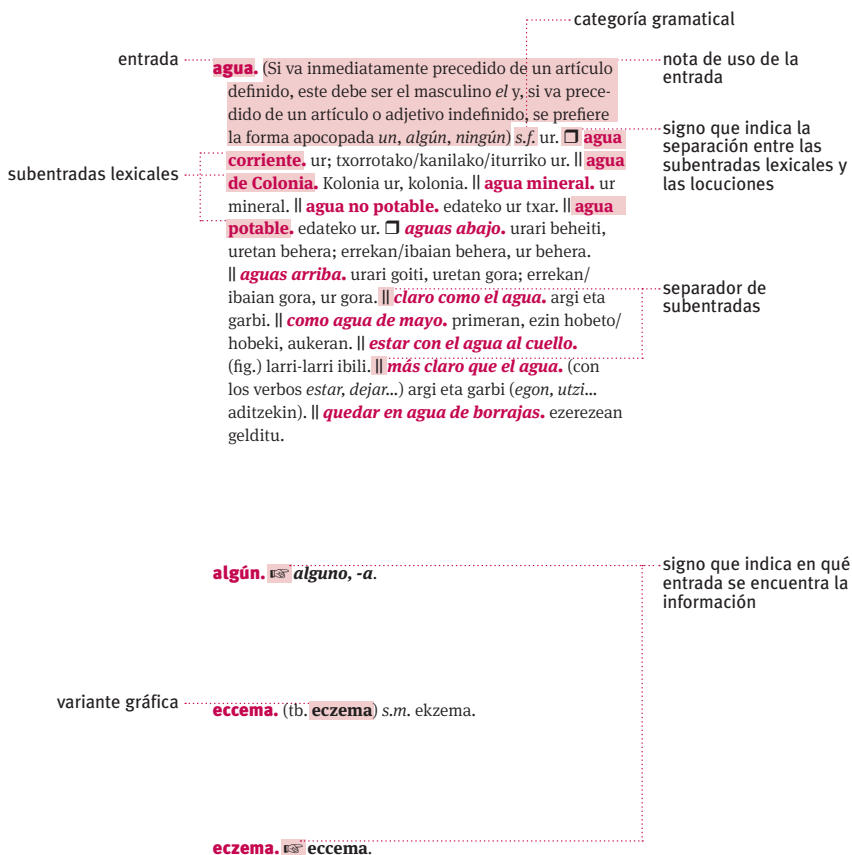 categoría gramatical
entrada
agua. (Si va inmediatamente precedido de un artículo
definido, este debe ser el masculino el y, si va prece-
dido de un artículo o adjetivo indefinido, se prefiere
la forma apocopada un, algún, ningún) s.f. ur. ❒ agua
corriente. ur; txorrotako/kanilako/iturriko ur. || agua
de Colonia. Kolonia ur, kolonia. || agua mineral. ur
mineral. || agua no potable. edateko ur txar. || agua
potable. edateko ur. ❒ aguas abajo. urari beheiti,
uretan behera; errekan/ibaian behera, ur behera.
|| aguas arriba. urari goiti, uretan gora; errekan/
ibaian gora, ur gora. || claro como el agua. argi eta
garbi. || como agua de mayo. primeran, ezin hobeto/
hobeki, aukeran. || estar con el agua al cuello.
(fig.) larri-larri ibili. || más claro que el agua. (con
los verbos estar, dejar...) argi eta garbi (egon, utzi...
aditzekin). || quedar en agua de borrajas. ezerezean
gelditu.
nota de uso de la
entrada
signo que indica la
separación entre las
subentradas lexicales y
las locuciones
subentradas lexicales
separador de
subentradas
algún. ☞ alguno, -a.
signo que indica en qué
entrada se encuentra la
información
variante gráfica
eccema. (tb. eczema) s.m. ekzema.
eczema. ☞ eccema.